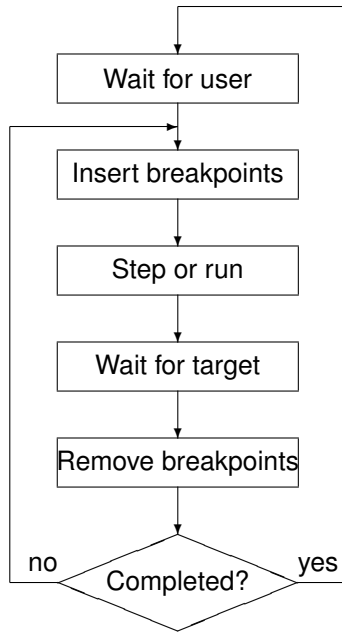 Wait for user
Insert breakpoints
Step or run
Wait for target
Remove breakpoints
no
Completed?
yes